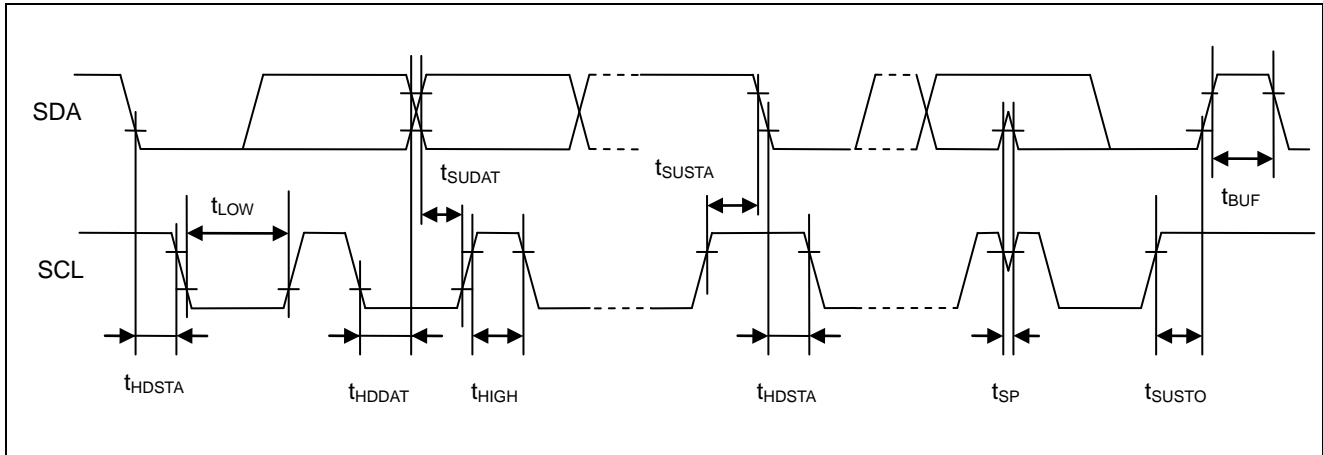 SDA
tSUDAT
tSUSTA
tBUF
tLOW
SCL
tHDSTA
tHDDAT
tHIGH
tHDSTA
tSP
tSUSTO